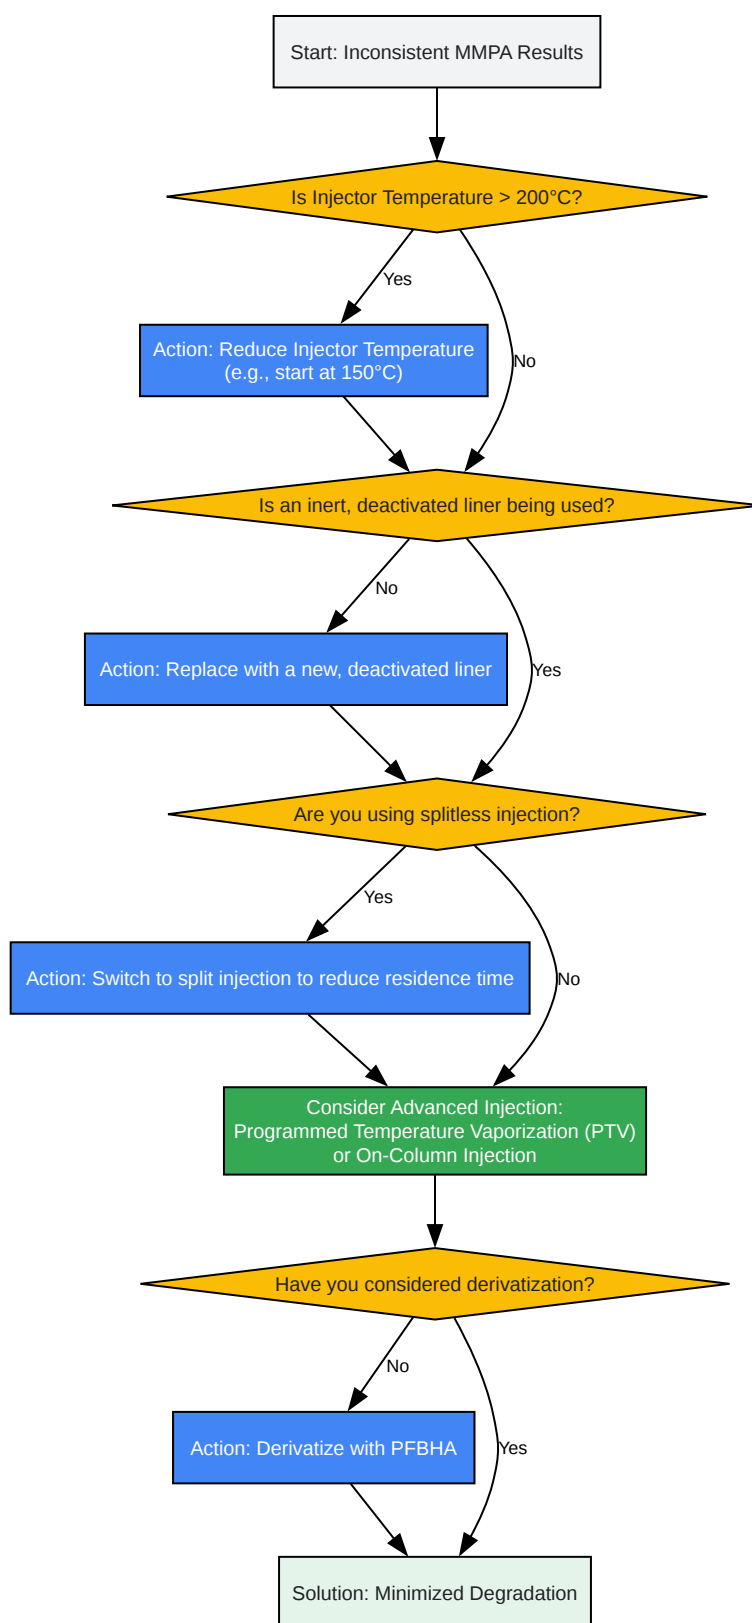 Start: Inconsistent MMPA Results
Is Injector Temperature > 200°C?
Yes
Action: Reduce Injector Temperature
(e.g., start at 150°C)
No
Is an inert, deactivated liner being used?
No
Action: Replace with a new, deactivated liner
Yes
Are you using splitless injection?
Yes
Action: Switch to split injection to reduce residence time
No
Consider Advanced Injection:
Programmed Temperature Vaporization (PTV)
or On-Column Injection
Have you considered derivatization?
No
Action: Derivatize with PFBHA
Yes
Solution: Minimized Degradation